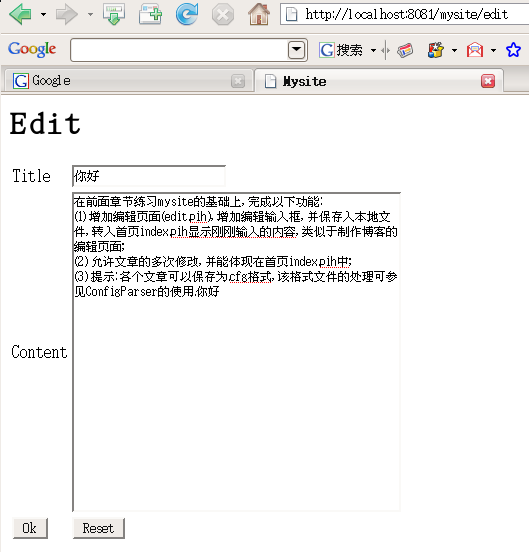 http://localhost:8081/mysite/edit
Google
搜索
Google
Mysite
Edit
Title
你好
在前面章节练习mysite的基础上,完成以下功能:
(1)增加编辑页面(edit.pih),增加编辑输入框,并保存入本地文
件,转入首页index.pih显示刚刚输入的内容,类似于制作博客的
编辑页面;
(2)允许文章的多次修改,并能体现在首页index.pih中;
(3)提示:各个文章可以保存为.cfg格式,该格式文件的处理可参
见ConfigParser的使用.你好
Content
Ok
Reset